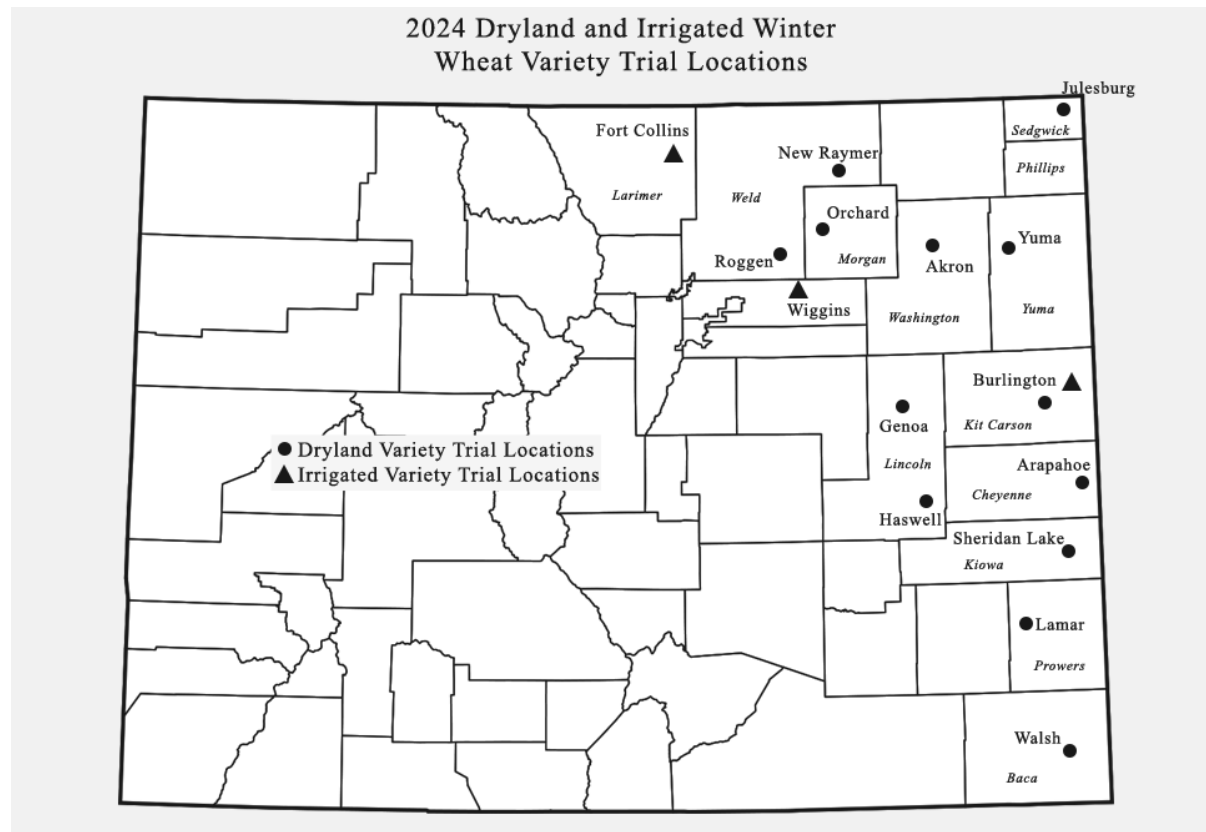 2024 Dryland and Irrigated Winter
Wheat Variety Trial Locations
Julesburg
Sedgwick
Fort Collins
New Raymer
Phillips
Larimer
Weld
Orchard
Yuma
Roggen
Morgan
Akron
Wiggins
Washington
Yuma
Burlington
Genoa
Kit Carson
Dryland Variety Trial Locations
Irrigated Variety Trial Locations
Lincoln
Arapahoe
Cheyenne
Haswell
Sheridan Lake
Kiowa
Lamar
Prowers
Walsh
Baca